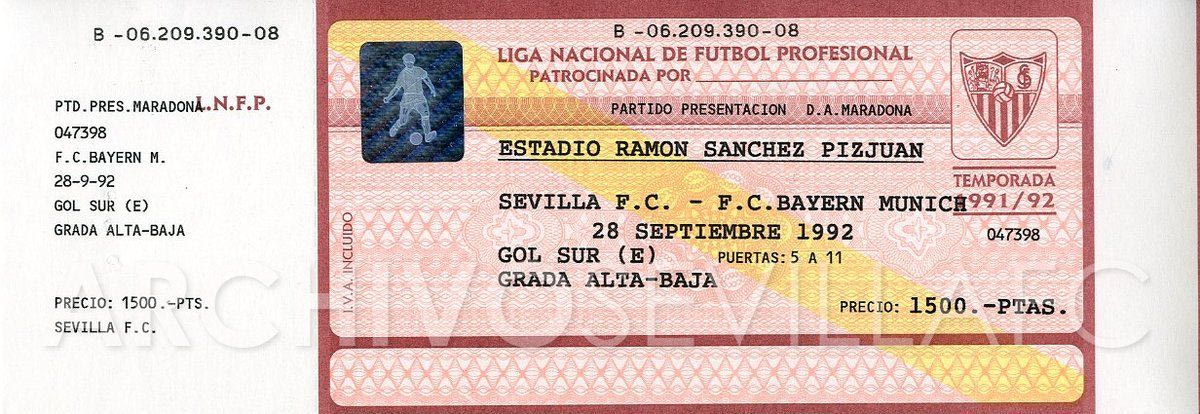 B -06.209.390-08
PTD.PRES.MARADONA L.N.F.P.
047398
F.C.BAYERN M.
28-9-92
GOL SUR (E)
GRADA ALTA-BAJA
PRECIO: 1500.-PTS.
SEVILLA F.C.
B -06.209.390-08
LIGA NACIONAL DE FUTBOL PROFESIONAL
PATROCINADA POR
PARTIDO PRESENTACION D.A.MARADONA
ESTADIO RAMON SANCHEZ PIZJUAN
TEMPORADA
1991/92
SEVILLA F.C. - F.C.BAYERN MUNICH
28 SEPTIEMBRE 1992
047398
GOL SUR (E) PUERTAS: 5 A 11
GRADA ALTA-BAJA
PRECIO: 1500.-PTAS.
I.V.A. INCLUIDO
ARCHIVOSEVILLAFC